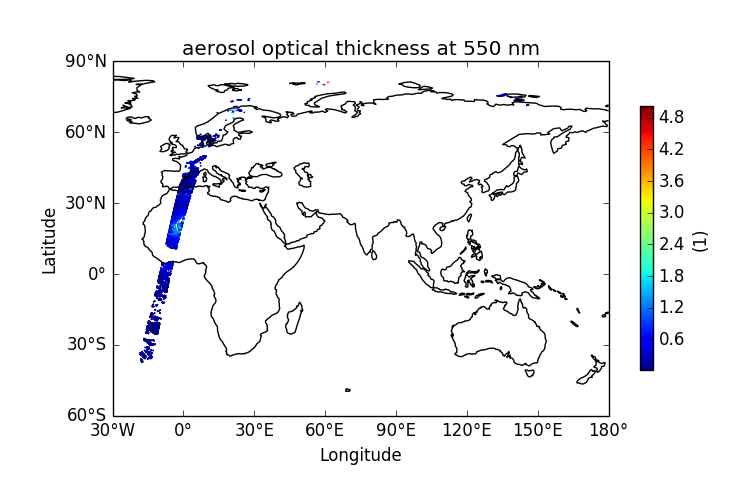 aerosol optical thickness at 550 nm
90°N
60°N
30°N
0°
30°S
60°S
Latitude
30°W 0° 30°E 60°E 90°E 120°E 150°E 180°
Longitude
4.8
4.2
3.6
3.0
2.4
1.8
1.2
0.6
(1)